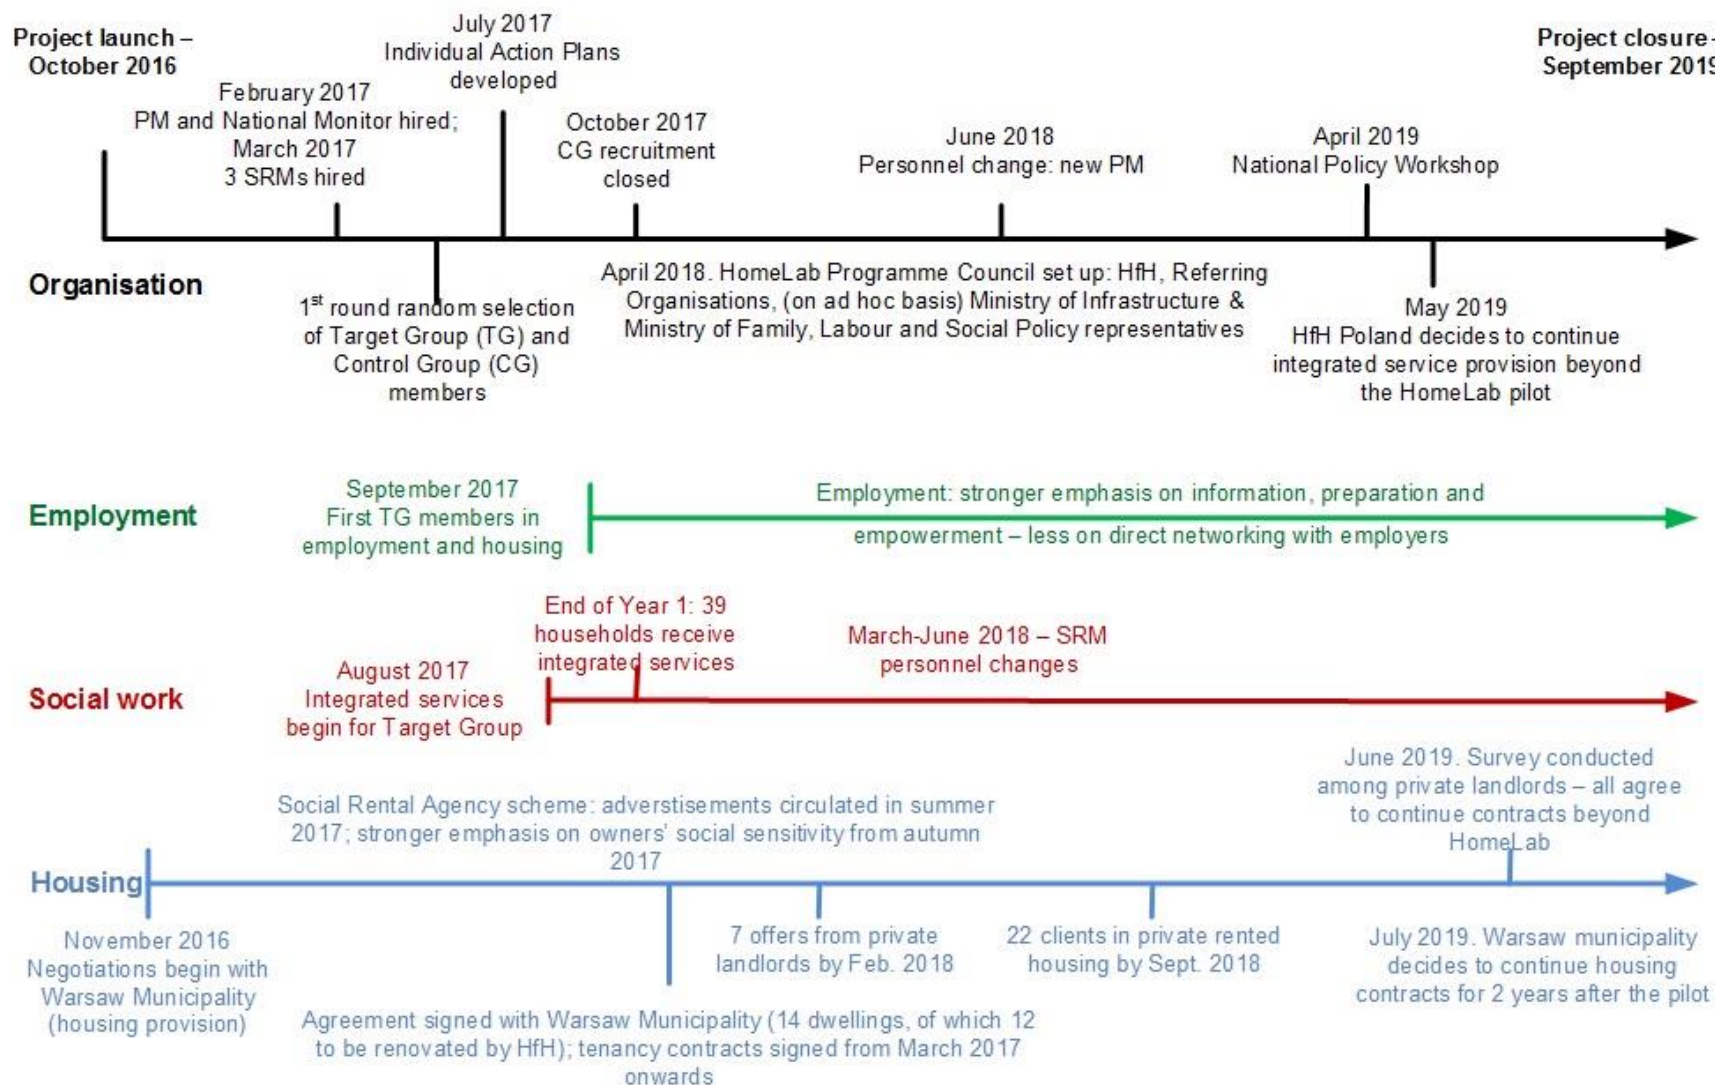 Project launch –
October 2016
July 2017
Individual Action Plans
developed
Project closure -
September 2019
February 2017
PM and National Monitor hired;
March 2017
3 SRMs hired
October 2017
CG recruitment
closed
June 2018
Personnel change: new PM
April 2019
National Policy Workshop
Organisation
1st round random selection
of Target Group (TG) and
Control Group (CG)
members
April 2018. HomeLab Programme Council set up: HfH, Referring
Organisations, (on ad hoc basis) Ministry of Infrastructure &
Ministry of Family, Labour and Social Policy representatives
May 2019
HfH Poland decides to continue
integrated service provision beyond
the HomeLab pilot
Employment
September 2017
First TG members in
employment and housing
Employment: stronger emphasis on information, preparation and
empowerment – less on direct networking with employers
Social work
August 2017
Integrated services
begin for Target Group
End of Year 1: 39
households receive
integrated services
March-June 2018 – SRM
personnel changes
Housing
Social Rental Agency scheme: adverstisements circulated in summer
2017; stronger emphasis on owners' social sensitivity from autumn
2017
June 2019. Survey conducted
among private landlords – all agree
to continue contracts beyond
HomeLab
November 2016
Negotiations begin with
Warsaw Municipality
(housing provision)
7 offers from private
landlords by Feb. 2018
22 clients in private rented
housing by Sept. 2018
July 2019. Warsaw municipality
decides to continue housing
contracts for 2 years after the pilot
Agreement signed with Warsaw Municipality (14 dwellings, of which 12
to be renovated by HfH); tenancy contracts signed from March 2017
onwards